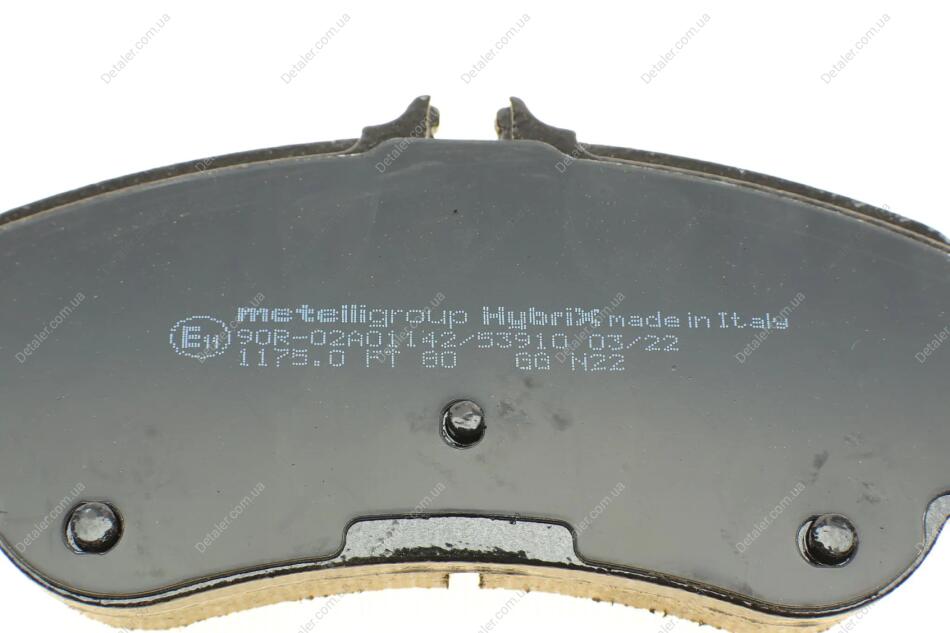 metelligroup HybriX made in Italy
E11 90R-02A01142/53910 03/22
1175.0 FT 80 GG N22
Detaler.com.ua